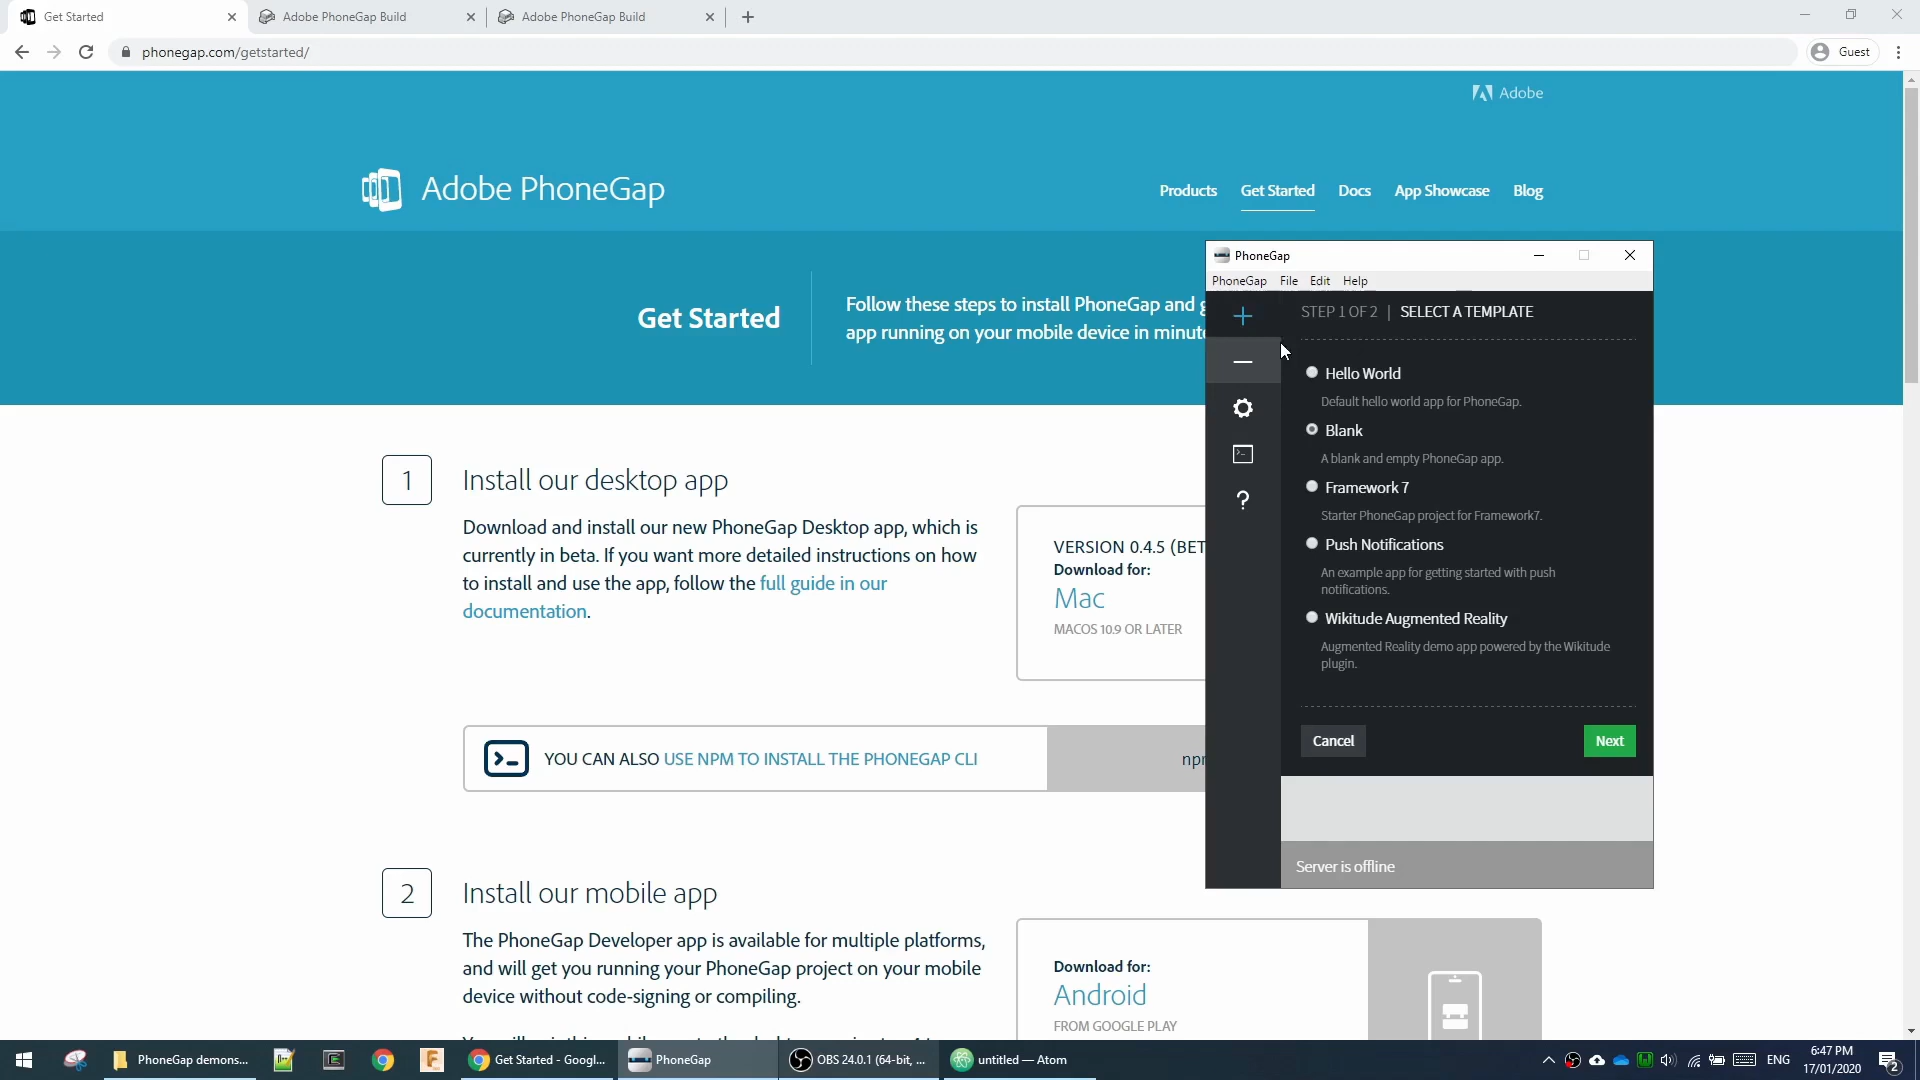 Get Started
Adobe PhoneGap Build
Adobe PhoneGap Build
phonegap.com/getstarted/
Guest
Adobe
Adobe PhoneGap
Products
Get Started
Docs
App Showcase
Blog
Get Started
Follow these steps to install PhoneGap and
app running on your mobile device in
1
Install our desktop app
Download and install our new PhoneGap Desktop app, which is
currently in beta. If you want more detailed instructions on how
to install and use the app, follow the full guide in our
documentation.
VERSION 0.4.5
Download for:
Mac
MACOS 10.9 OR LATER
YOU CAN ALSO USE NPM TO INSTALL THE PHONEGAP CLI
2
Install our mobile app
The PhoneGap Developer app is available for multiple platforms,
and will get you running your PhoneGap project on your mobile
device without code-signing or compiling.
Download for:
Android
FROM GOOGLE PLAY
PhoneGap
PhoneGap File Edit Help
STEP 1 OF 2 | SELECT A TEMPLATE
Hello World
Default hello world app for PhoneGap.
Blank
A blank and empty PhoneGap app.
Framework 7
Starter PhoneGap project for Framework7.
Push Notifications
An example app for getting started with push
notifications.
Wikitude Augmented Reality
Augmented Reality demo app powered by the Wikitude
plugin.
Cancel
Next
Server is offline
PhoneGap demons...
Get Started - Googl...
PhoneGap
OBS 24.0.1 (64-bit, ...
untitled — Atom
ENG
6:47 PM
17/01/2020
2